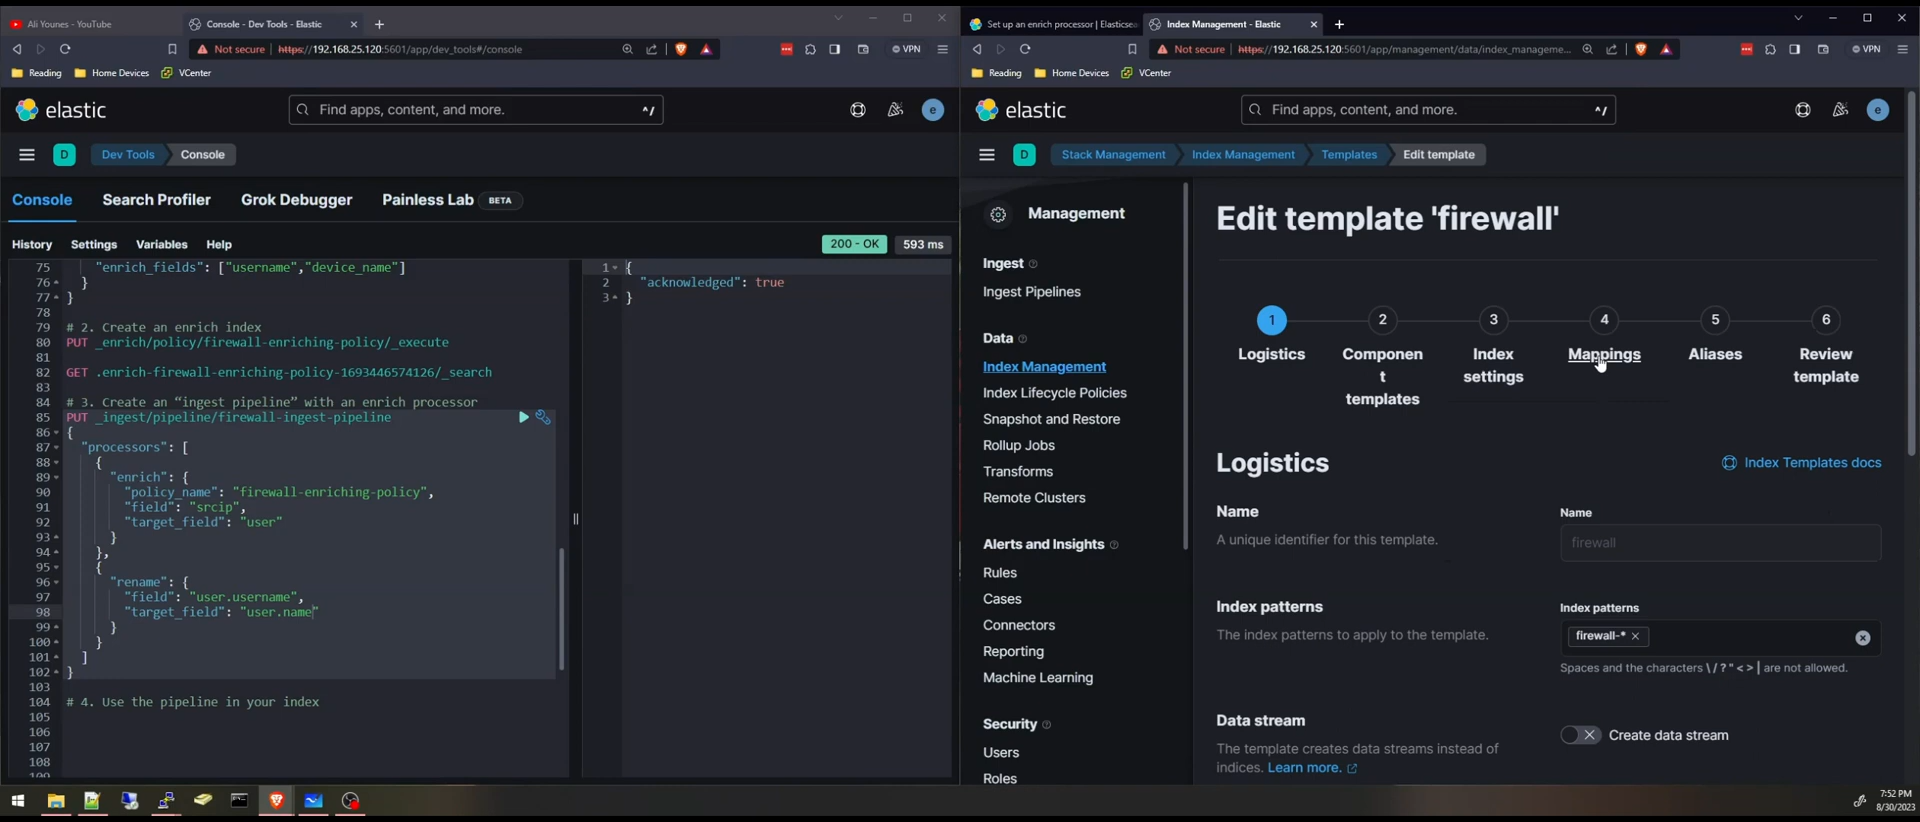 Ali Younes - YouTube
Console - Dev Tools - Elastic
Not secure https://192.168.25.120:5601/app/dev_tools#/console
VPN
Reading Home Devices VCenter
elastic
Find apps, content, and more. ^/
e
D Dev Tools Console
Console Search Profiler Grok Debugger Painless Lab BETA
History Settings Variables Help
200 - OK 593 ms
75 "enrich_fields": ["username","device_name"]
76 }
77 }
78
79 # 2. Create an enrich index
80 PUT _enrich/policy/firewall-enriching-policy/_execute
81
82 GET .enrich-firewall-enriching-policy-1693446574126/_search
83
84 # 3. Create an “ingest pipeline” with an enrich processor
85 PUT _ingest/pipeline/firewall-ingest-pipeline
86 {
87 "processors": [
88 {
89 "enrich": {
90 "policy_name": "firewall-enriching-policy",
91 "field": "srcip",
92 "target_field": "user"
93 }
94 },
95 {
96 "rename": {
97 "field": "user.username",
98 "target_field": "user.name"
99 }
100 }
101 ]
102 }
103
104 # 4. Use the pipeline in your index
105
106
107
108
109
1 {
2 "acknowledged": true
3 }
Set up an enrich processor | Elasticsea
Index Management - Elastic
Not secure https://192.168.25.120:5601/app/management/data/index_manageme...
VPN
Reading Home Devices VCenter
elastic
Find apps, content, and more. ^/
e
D Stack Management Index Management Templates Edit template
Management
Ingest
Ingest Pipelines
Data
Index Management
Index Lifecycle Policies
Snapshot and Restore
Rollup Jobs
Transforms
Remote Clusters
Alerts and Insights
Rules
Cases
Connectors
Reporting
Machine Learning
Security
Users
Roles
Edit template 'firewall'
1 2 3 4 5 6
Logistics
Componen
t
templates
Index
settings
Mappings
Aliases
Review
template
Logistics
Index Templates docs
Name
A unique identifier for this template.
Name
firewall
Index patterns
The index patterns to apply to the template.
Index patterns
firewall-*
Spaces and the characters \ / ? " < > | are not allowed.
Data stream
The template creates data streams instead of
indices. Learn more.
Create data stream
7:52 PM
8/30/2023